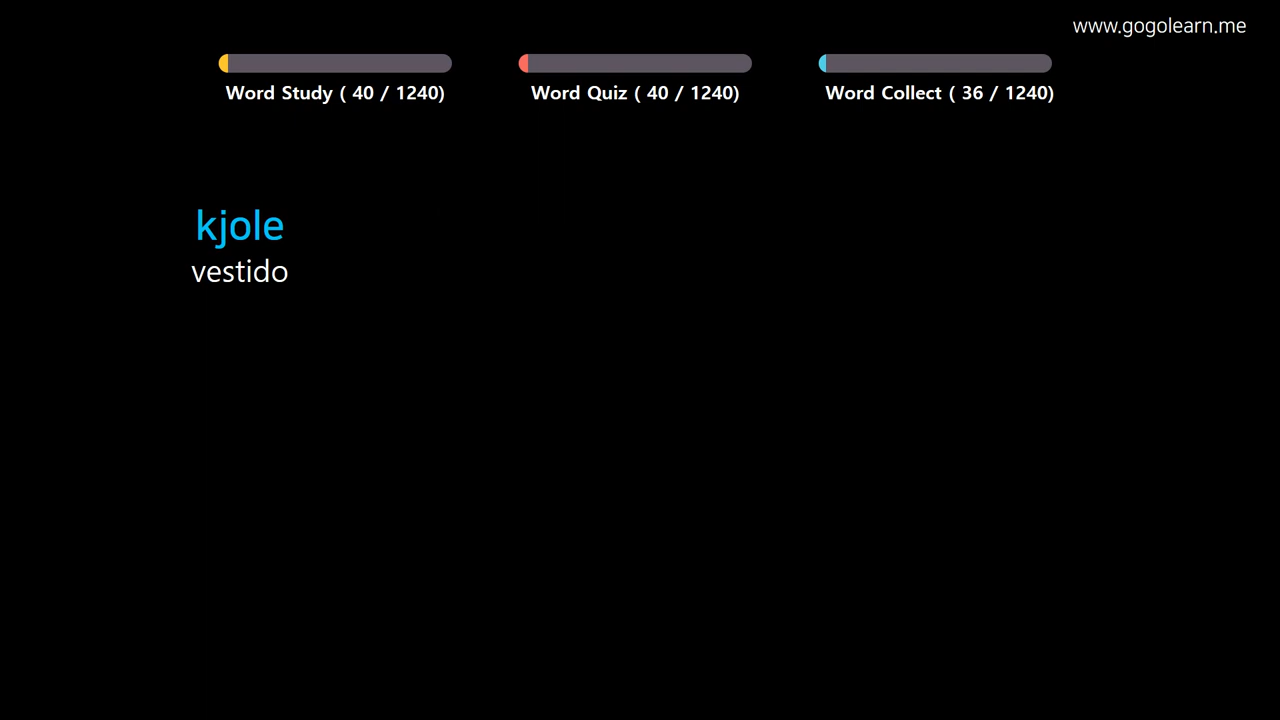 www.gogolearn.me
Word Study ( 40 / 1240)
Word Quiz ( 40 / 1240)
Word Collect ( 36 / 1240)
kjole
vestido